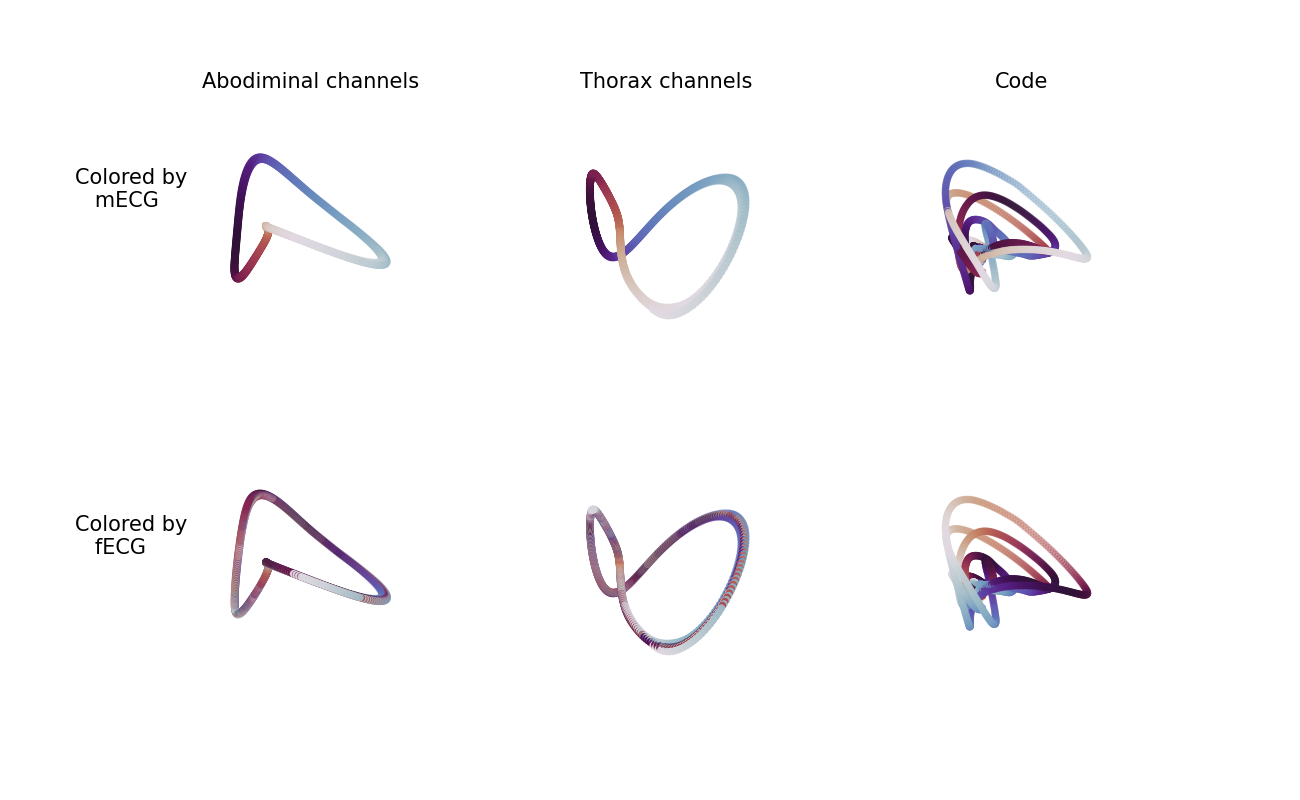 Abodiminal channels
Thorax channels
Code
Colored by
mECG
Colored by
fECG